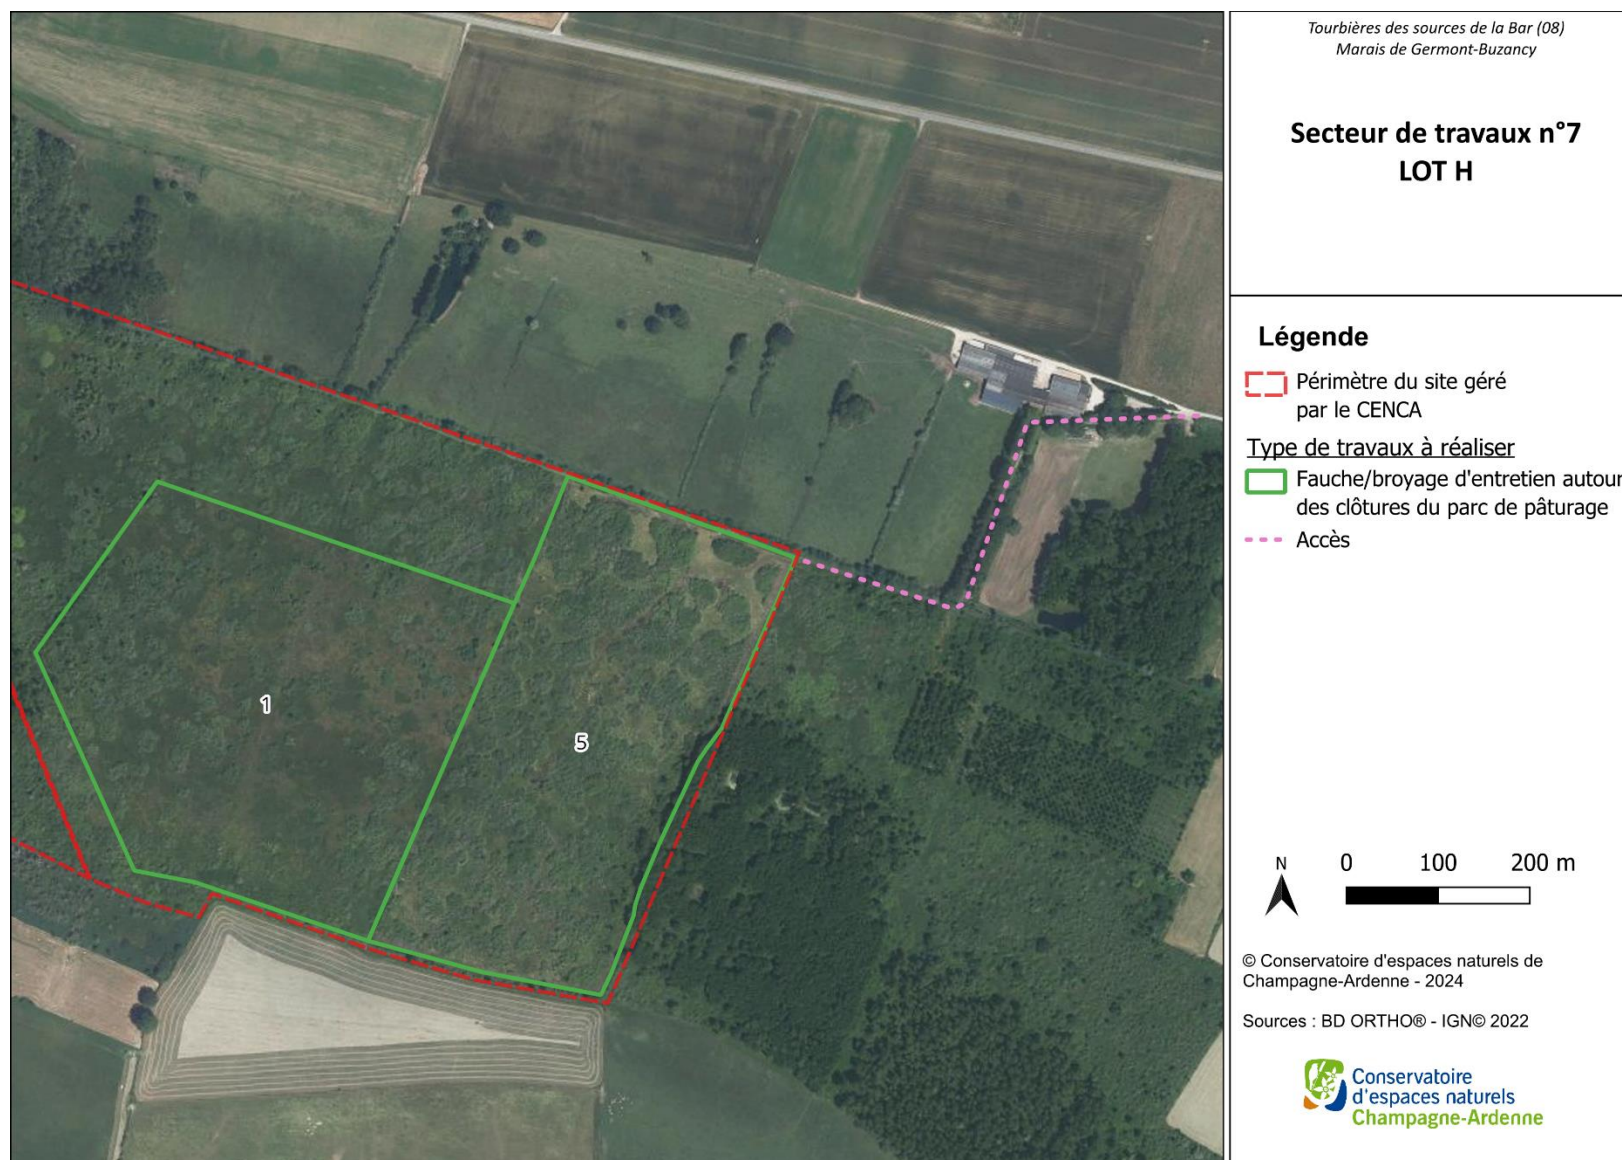 Tourbières des sources de la Bar (08)
Marais de Germont-Buzancy
Secteur de travaux n°7
LOT H
Légende
Périmètre du site géré
par le CENCA
Type de travaux à réaliser
Fauche/broyage d'entretien autour
des clôtures du parc de pâturage
Accès
1
5
N
0 100 200 m
© Conservatoire d'espaces naturels de
Champagne-Ardenne - 2024
Sources : BD ORTHO® - IGN© 2022
Conservatoire
d'espaces naturels
Champagne-Ardenne